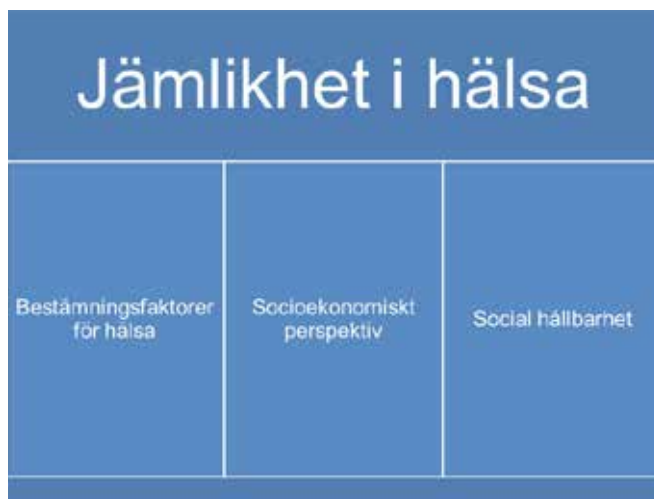 Jämlikhet i hälsa
Bestämningsfaktorer
för hälsa
Socioekonomiskt
perspektiv
Social hållbarhet